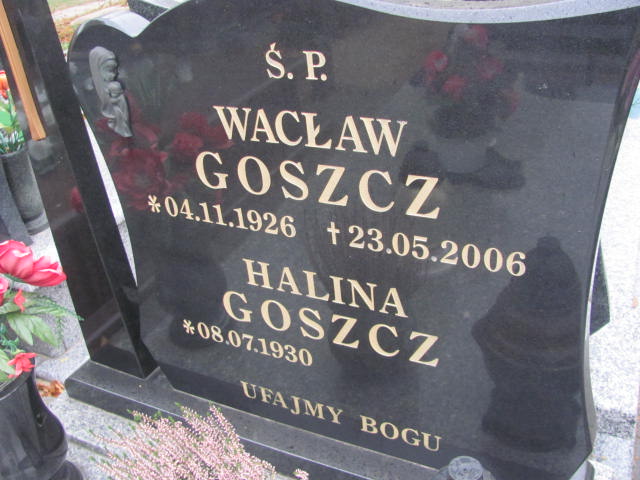 Ś. P.
WACŁAW
GOSZCZ
*04.11.1926 †23.05.2006
HALINA
GOSZCZ
*08.07.1930
UFAJMY BOGU